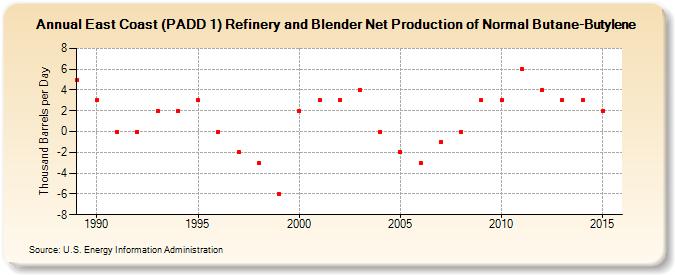 Annual East Coast (PADD 1) Refinery and Blender Net Production of Normal Butane-Butylene
Thousand Barrels per Day
8
6
4
2
0
-2
-4
-6
-8
1990 1995 2000 2005 2010 2015
Source: U.S. Energy Information Administration